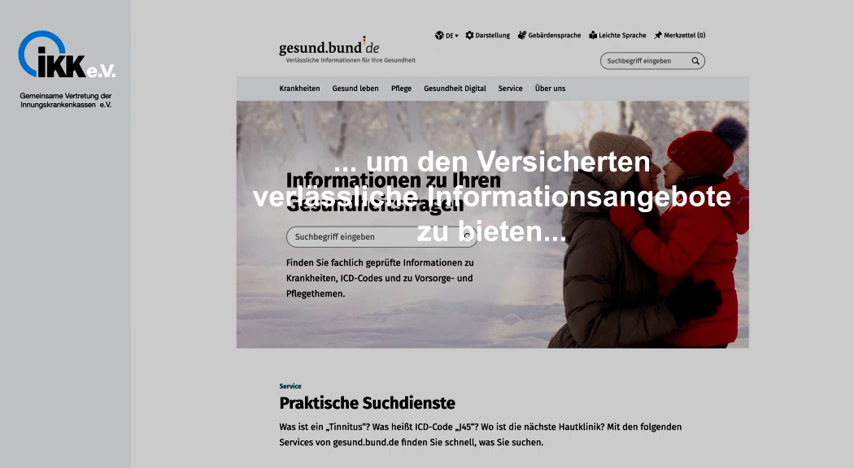 iKK e.V.
Gemeinsame Vertretung der
Innungskrankenkassen e.V.
gesund.bund.de
Verlässliche Informationen für Ihre Gesundheit
DE
Darstellung
Gebärdensprache
Leichte Sprache
Merkzettel (0)
Suchbegriff eingeben
Krankheiten Gesund leben Pflege Gesundheit Digital Service Über uns
... um den Versicherten
verlässliche Informationsangebote
zu bieten...
Informationen zu Ihren
Gesundheitsfragen
Suchbegriff eingeben
Finden Sie fachlich geprüfte Informationen zu
Krankheiten, ICD-Codes und zu Vorsorge- und
Pflegethemen.
Service
Praktische Suchdienste
Was ist ein „Tinnitus“? Was heißt ICD-Code „J45“? Wo ist die nächste Hautklinik? Mit den folgenden
Services von gesund.bund.de finden Sie schnell, was Sie suchen.